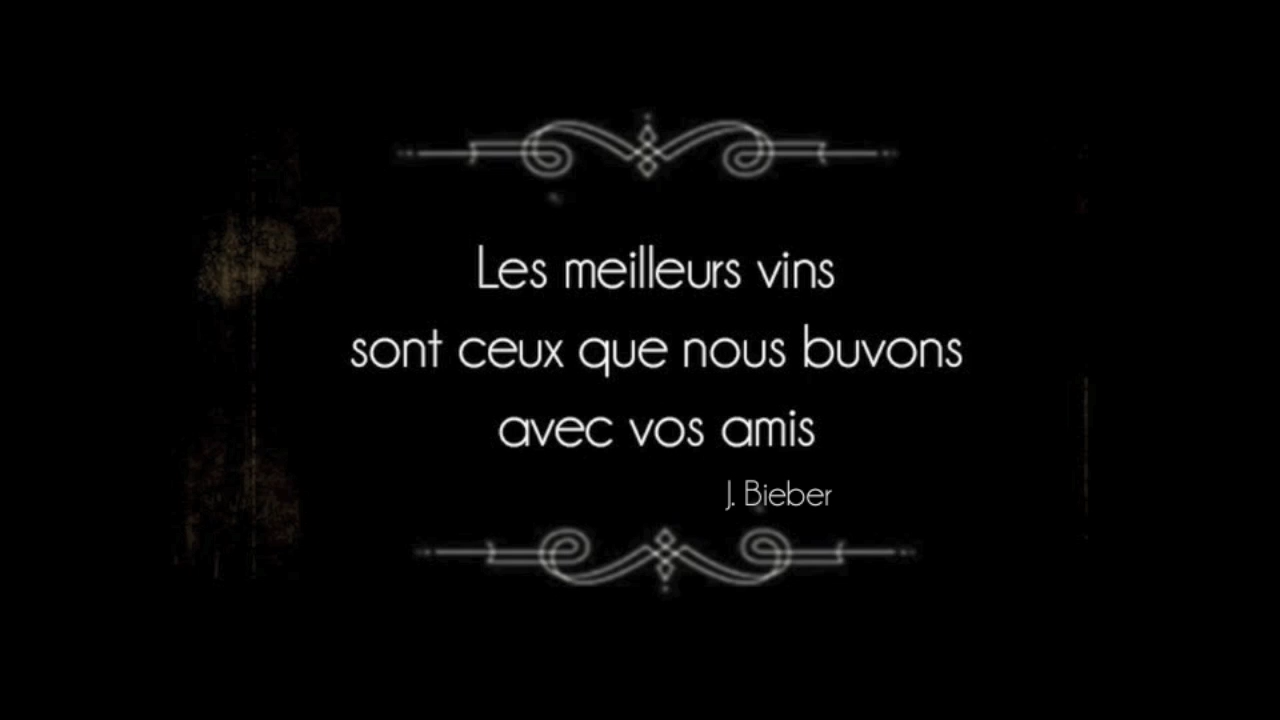 Les meilleurs vins
sont ceux que nous buvons
avec vos amis
J. Bieber